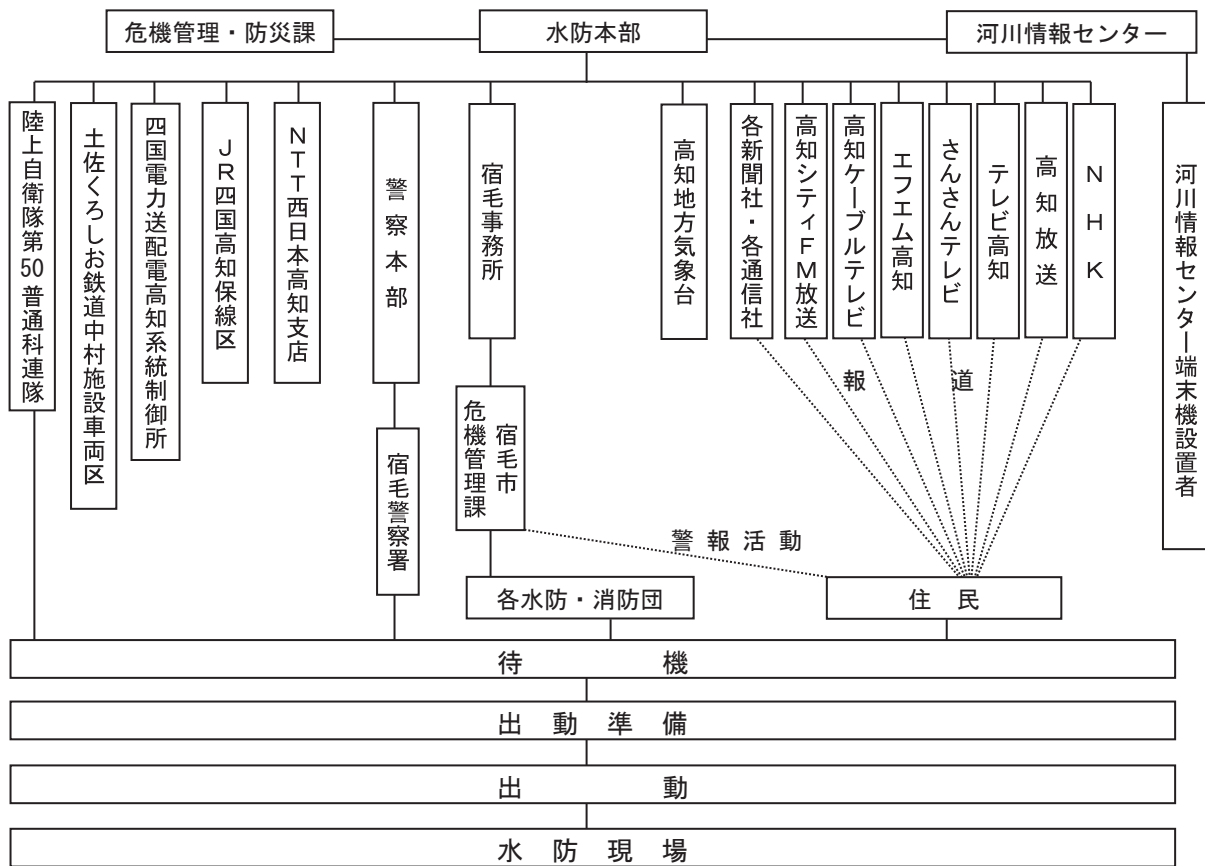 危機管理・防災課
水防本部
河川情報センター
陸上自衛隊第50普通科連隊
土佐くろしお鉄道中村施設車両区
四国電力送配電高知系統制御所
ＪＲ四国高知保線区
ＮＴＴ西日本高知支店
警察本部
宿毛事務所
高知地方気象台
各新聞社・各通信社
高知シティＦＭ放送
高知ケーブルテレビ
エフエム高知
さんさんテレビ
テレビ高知
高知放送
ＮＨＫ
河川情報センター端末機設置者
報道
宿毛警察署
宿毛市
危機管理課
警報活動
各水防・消防団
住民
待機
出動準備
出動
水防現場